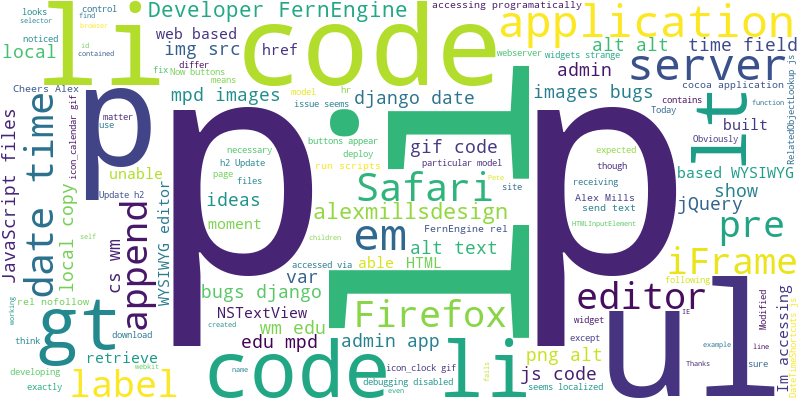 looks
control
accessing programatically
find
selector
browser
Developer FernEngine
application
noticed
id
local
contained
li
code
web based
img src
href
alt alt
time field
differ
fix
Now buttons
webserver
widgets strange
means
admin
server
cocoa application
Cheers Alex
model
hr
mpd images
issue seems
django date
images bugs
contains
Today
matter
use
icon_calendar gif
p
p i
p
lt
function
RelatedObjectLookup js
built
JavaScript files
date time
necessary
buttons appear
gif code
expected
Obviously
h2 Update
deploy
particular model
though
based WYSIWYG
unable
page
files
run scripts
Pete
receiving
show
Update h2
ideas
Safari
site
Alex Mills
jQuery
local copy
WYSIWYG editor
append
alexmillsdesign
send text
moment
FernEngine rel
HTMLInputElement
pre
self
em
alt text
children
cs wm
var
accessed via
able
HTML
iFrame
rel nofollow
bugs django
following
working
gt
NSTextView
Firefox
editor
Modified
Im accessing
DateTimeShortcuts js
download
created
wm edu
widget
IE
think
edu mpd
admin app
except
ul
line
retrieve
code li
png alt
example
developing
name
icon_clock gif
js code
Thanks
sure
label
webkit
debugging disabled
fails
exactly
even
seems localized